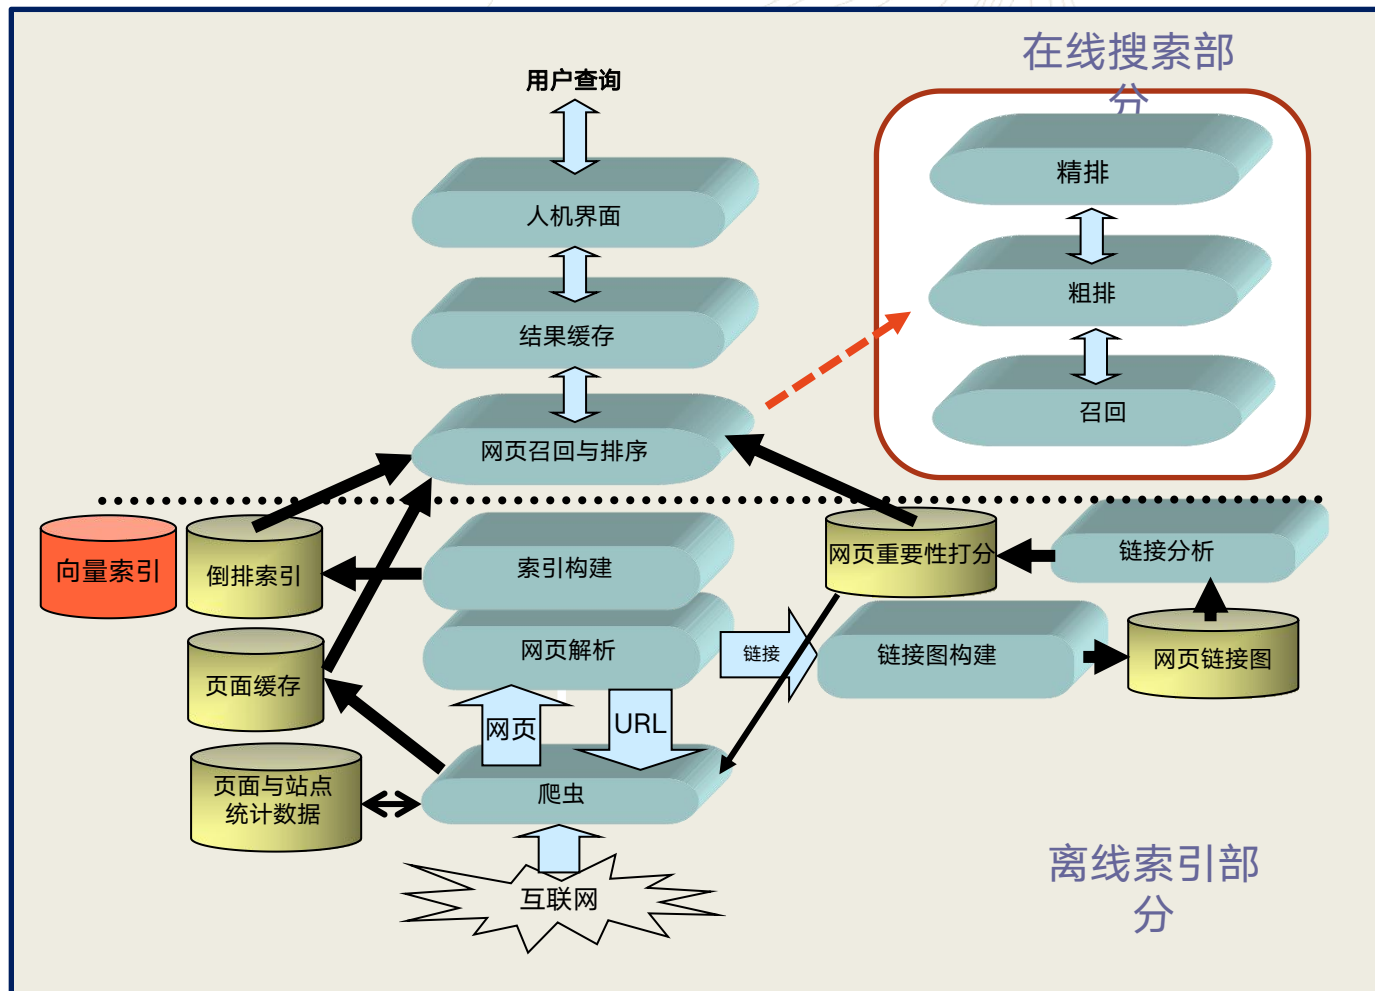 在线搜索部
分
用户查询
人机界面
结果缓存
网页召回与排序
精排
粗排
召回
向量索引
倒排索引
索引构建
网页重要性打分
链接分析
页面缓存
网页解析
链接
链接图构建
网页链接图
网页
URL
页面与站点
统计数据
爬虫
互联网
离线索引部
分